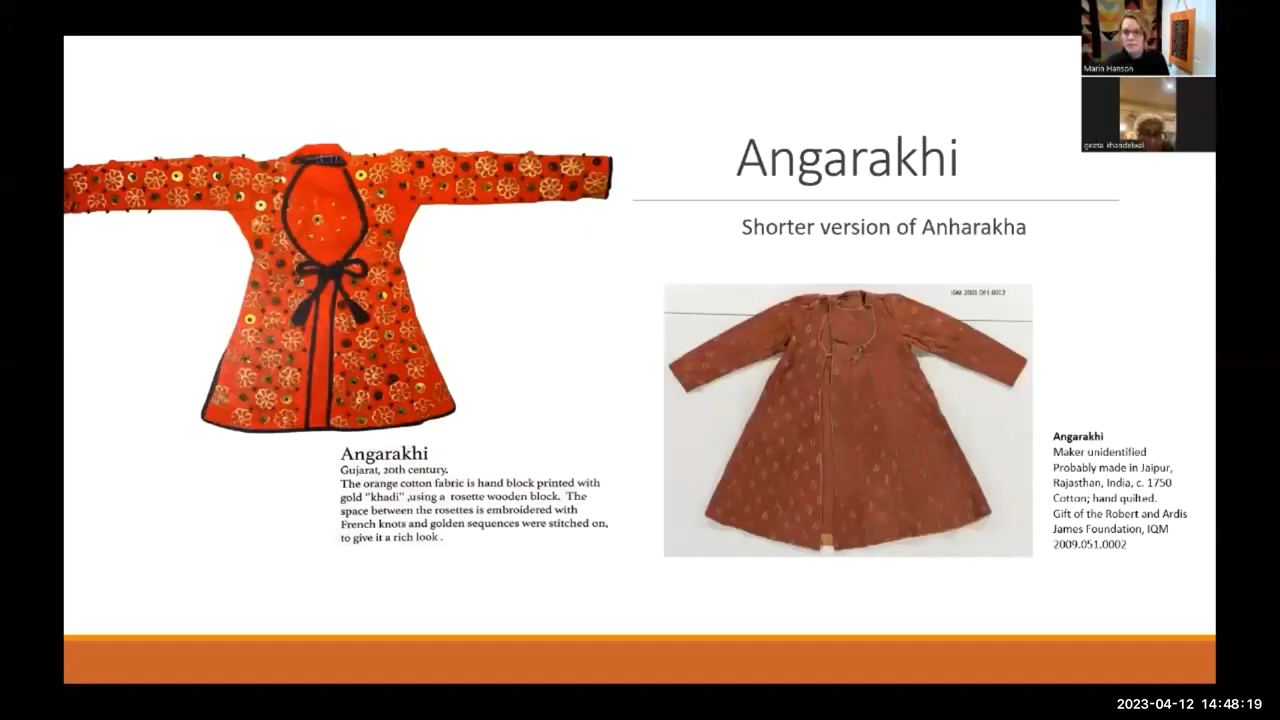 Marin Hanson
geeta khandelwal
Angarakhi
Shorter version of Anharakha
IQM 2009.051.0002
Angarakhi
Gujarat, 20th century.
The orange cotton fabric is hand block printed with
gold "khadi" ,using a  rosette wooden block.  The
space between the rosettes is embroidered with
French knots and golden sequences were stitched on,
to give it a rich look .
Angarakhi
Maker unidentified
Probably made in Jaipur,
Rajasthan, India, c. 1750
Cotton; hand quilted.
Gift of the Robert and Ardis
James Foundation, IQM
2009.051.0002
2023-04-12 14:48:19